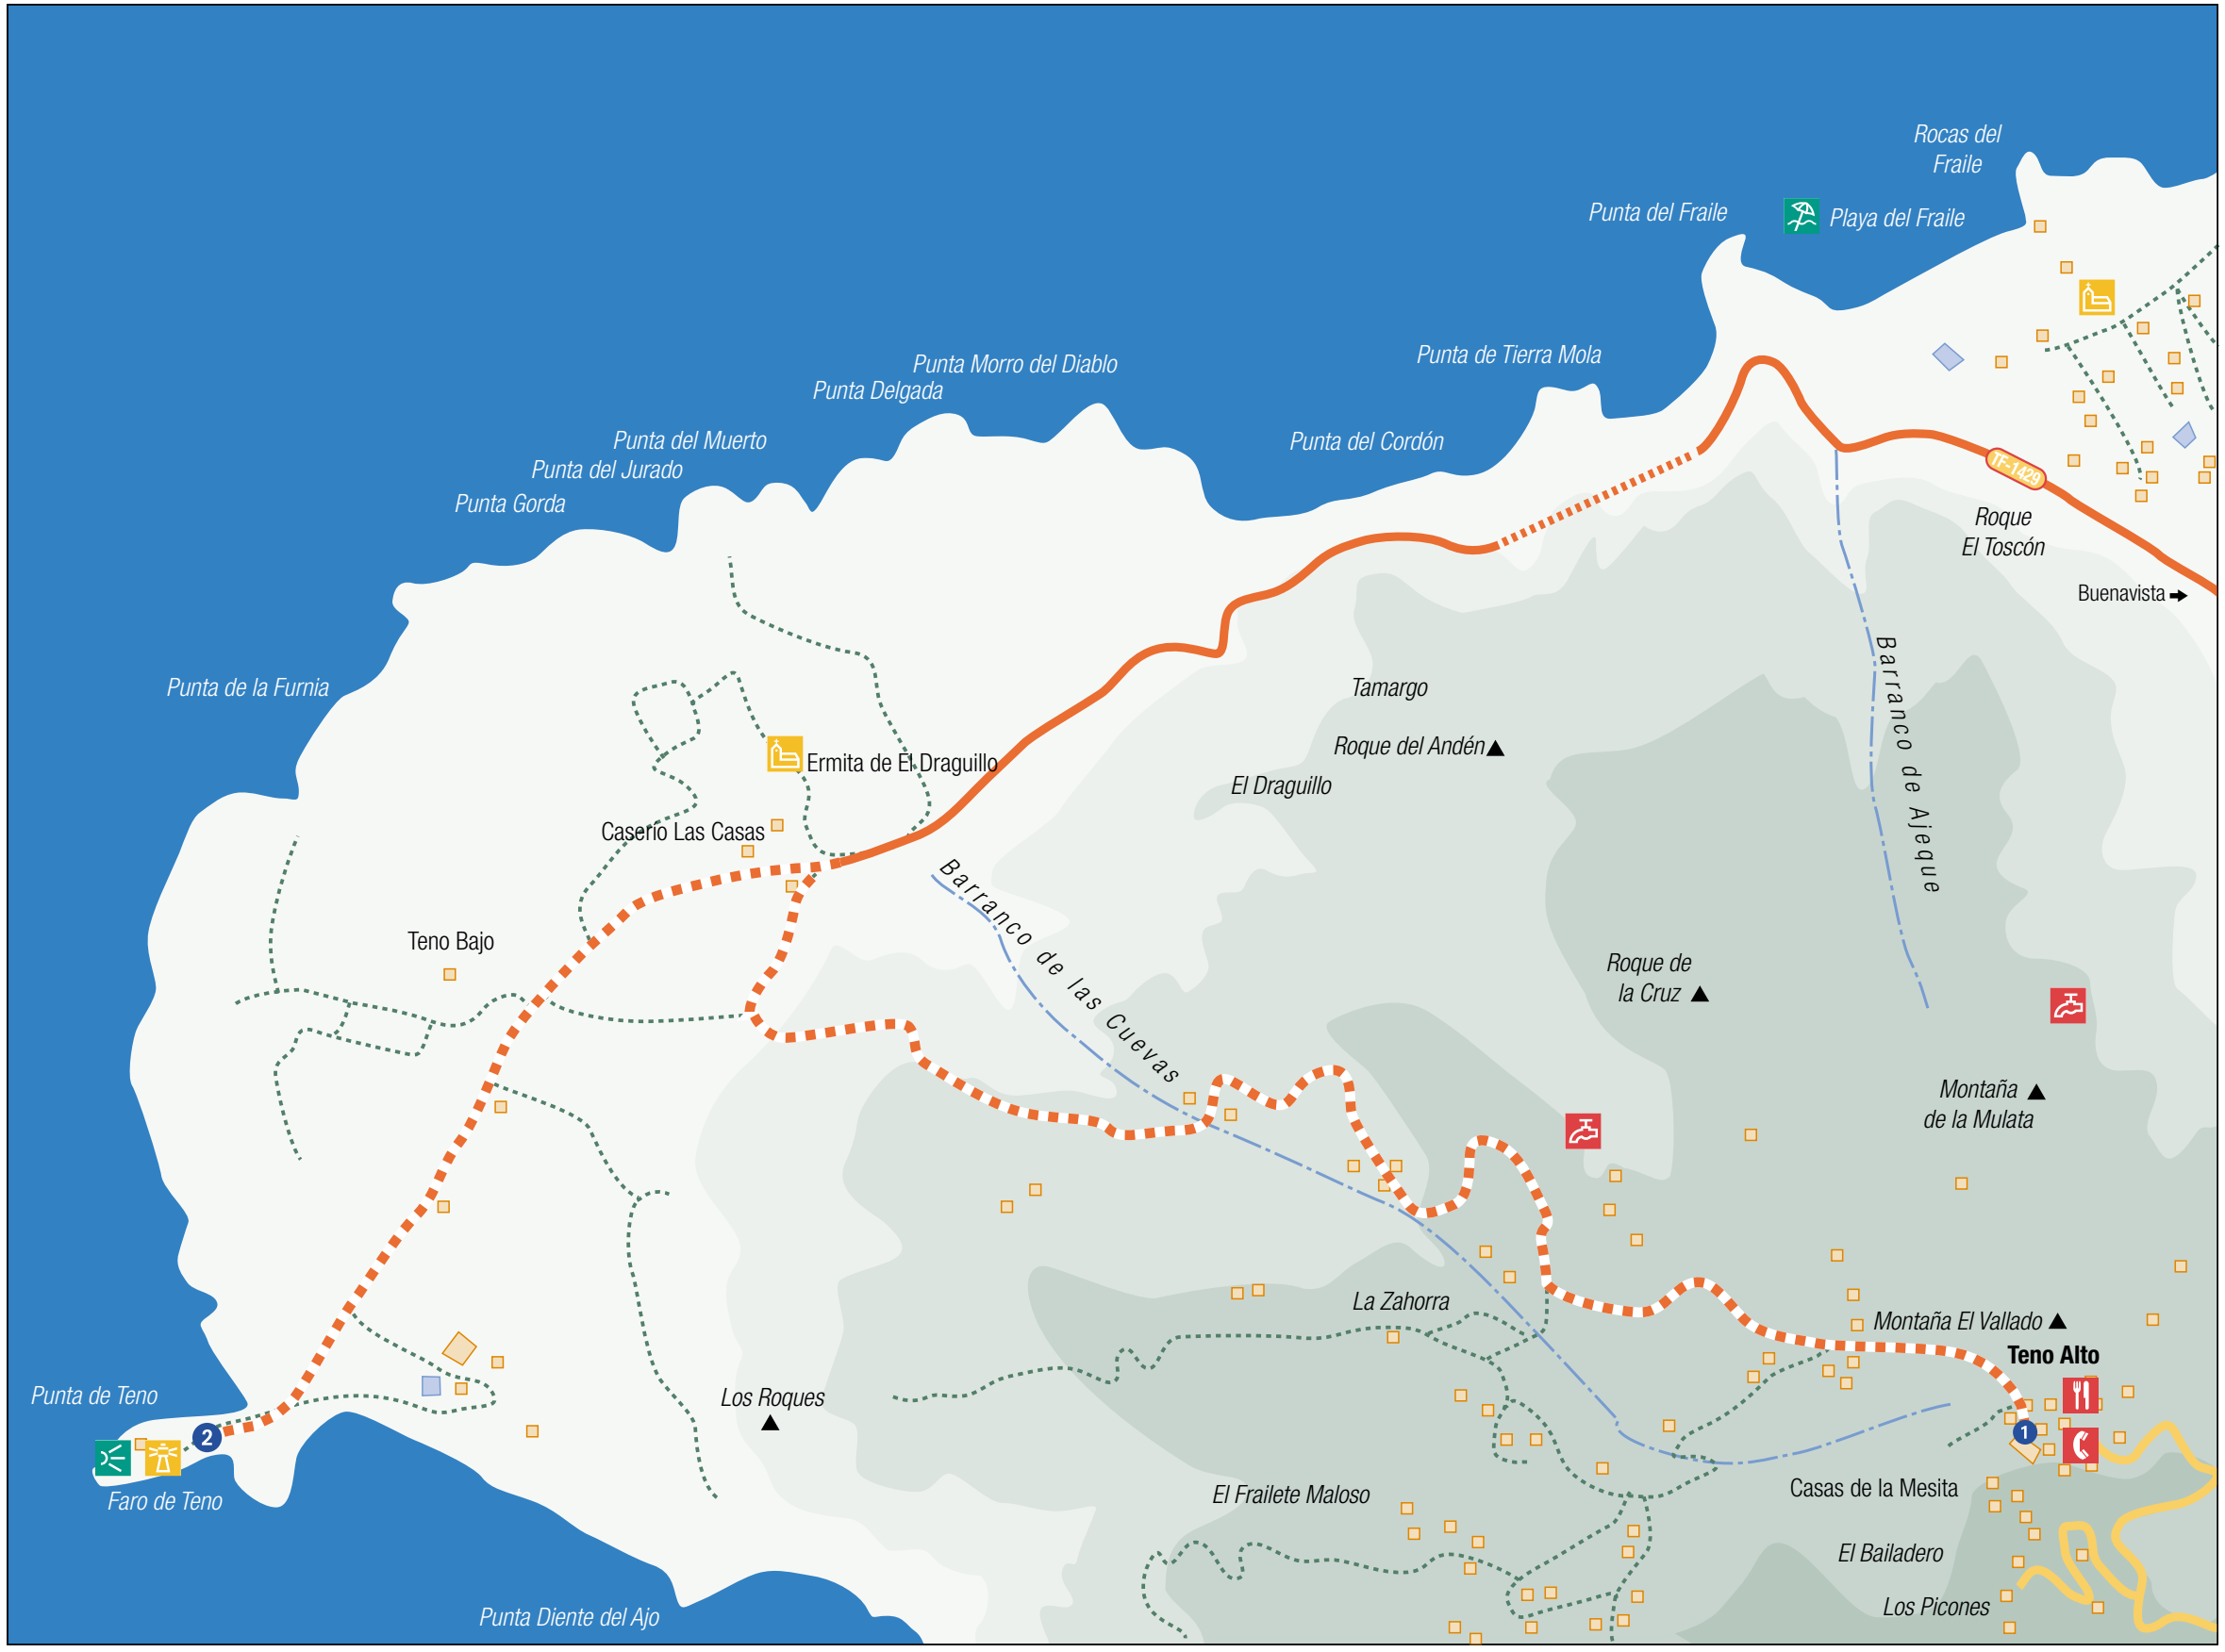 Rocas del
Fraile
Punta del Fraile
Playa del Fraile
Punta de Tierra Mola
Punta Morro del Diablo
Punta Delgada
Punta del Muerto
Punta del Cordón
Punta del Jurado
TF-1429
Punta Gorda
Roque
El Toscón
Buenavista
Punta de la Furnia
Tamargo
Barranco de Ajeque
Roque del Andén
Ermita de El Draguillo
El Draguillo
Caserío Las Casas
Barranco de las Cuevas
Teno Bajo
Roque de
la Cruz
Montaña
de la Mulata
La Zahorra
Montaña El Vallado
Teno Alto
Punta de Teno
Los Roques
2
1
Casas de la Mesita
Faro de Teno
El Frailete Maloso
El Bailadero
Los Picones
Punta Diente del Ajo